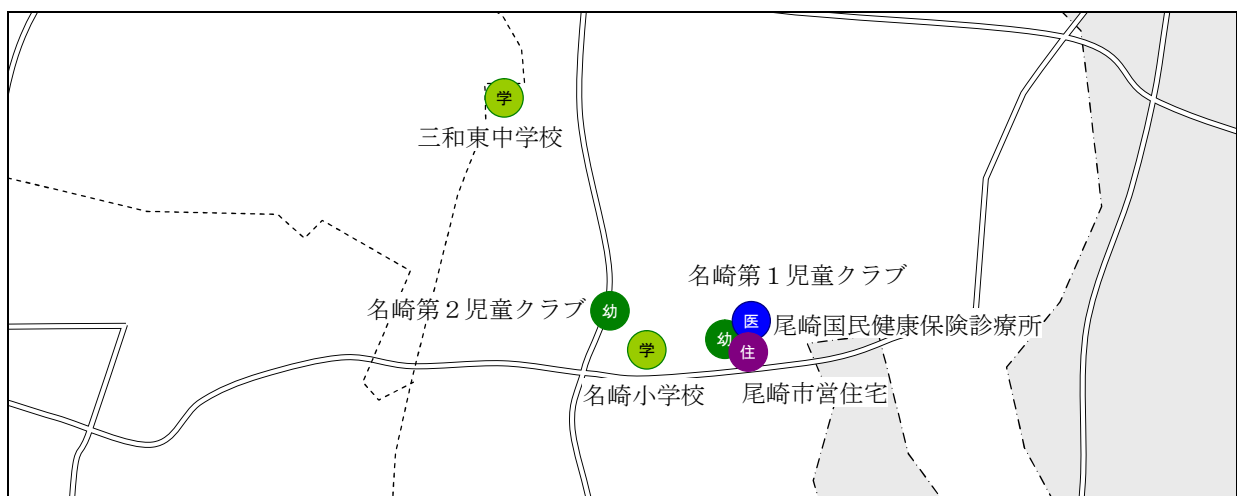 学
三和東中学校
名崎第１児童クラブ
名崎第２児童クラブ
幼
医
尾崎国民健康保険診療所
学
幼
住
名崎小学校
尾崎市営住宅